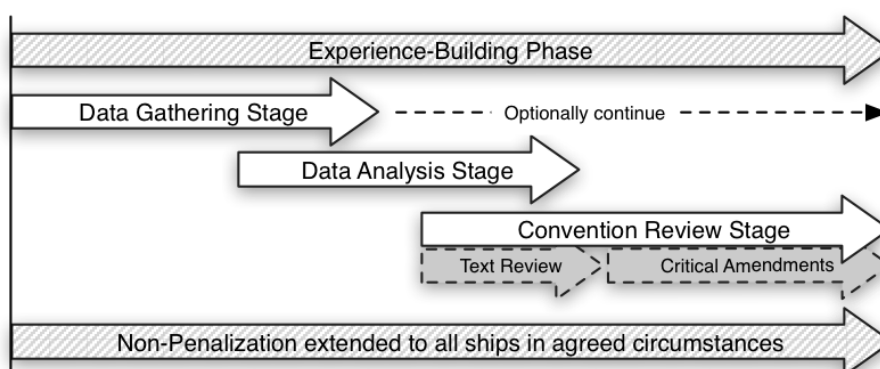 Experience-Building Phase
Data Gathering Stage
Optionally continue
Data Analysis Stage
Convention Review Stage
Text Review
Critical Amendments
Non-Penalization extended to all ships in agreed circumstances